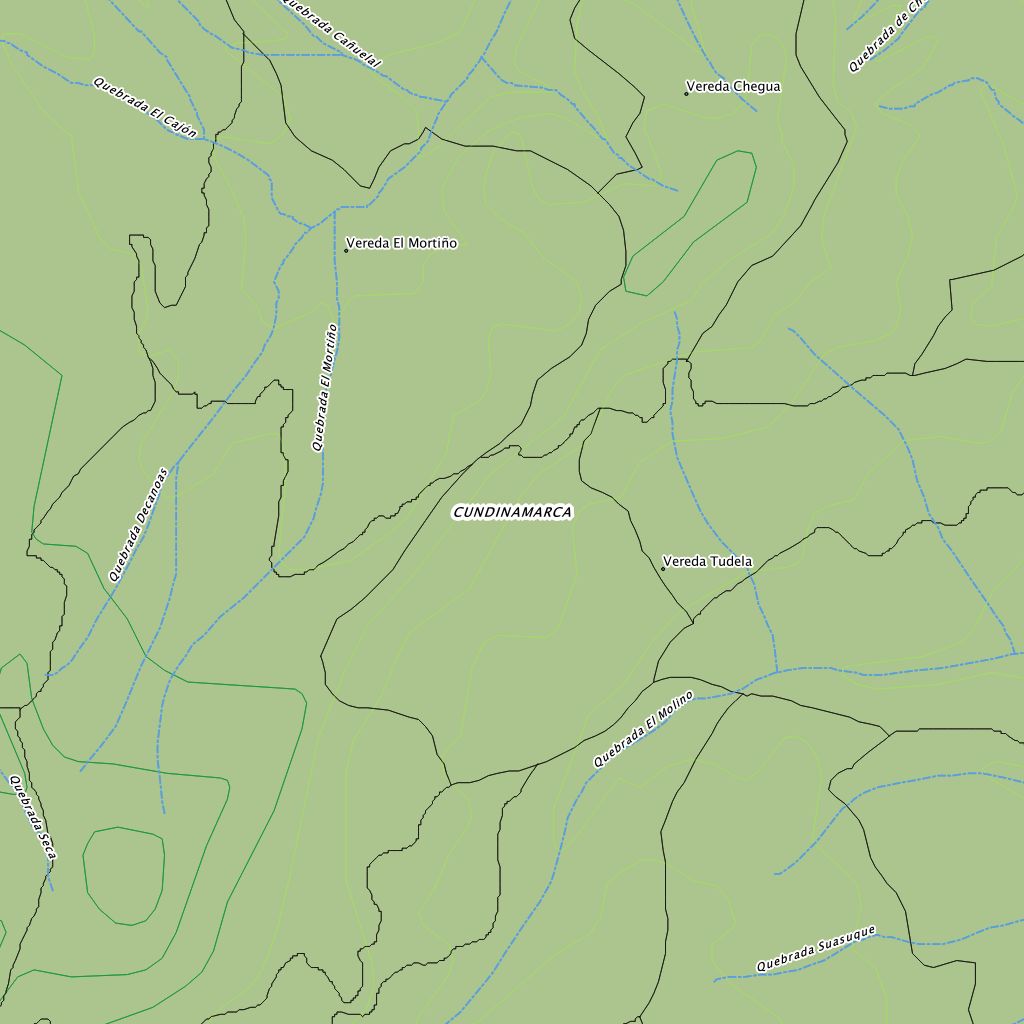 Quebrada Cañuelal
Quebrada de Ch
Quebrada El Cajón
Vereda Chegua
Vereda El Mortiño
Quebrada El Mortiño
Quebrada Decanoas
CUNDINAMARCA
Vereda Tudela
Quebrada El Molino
Quebrada Seca
Quebrada Suasuque